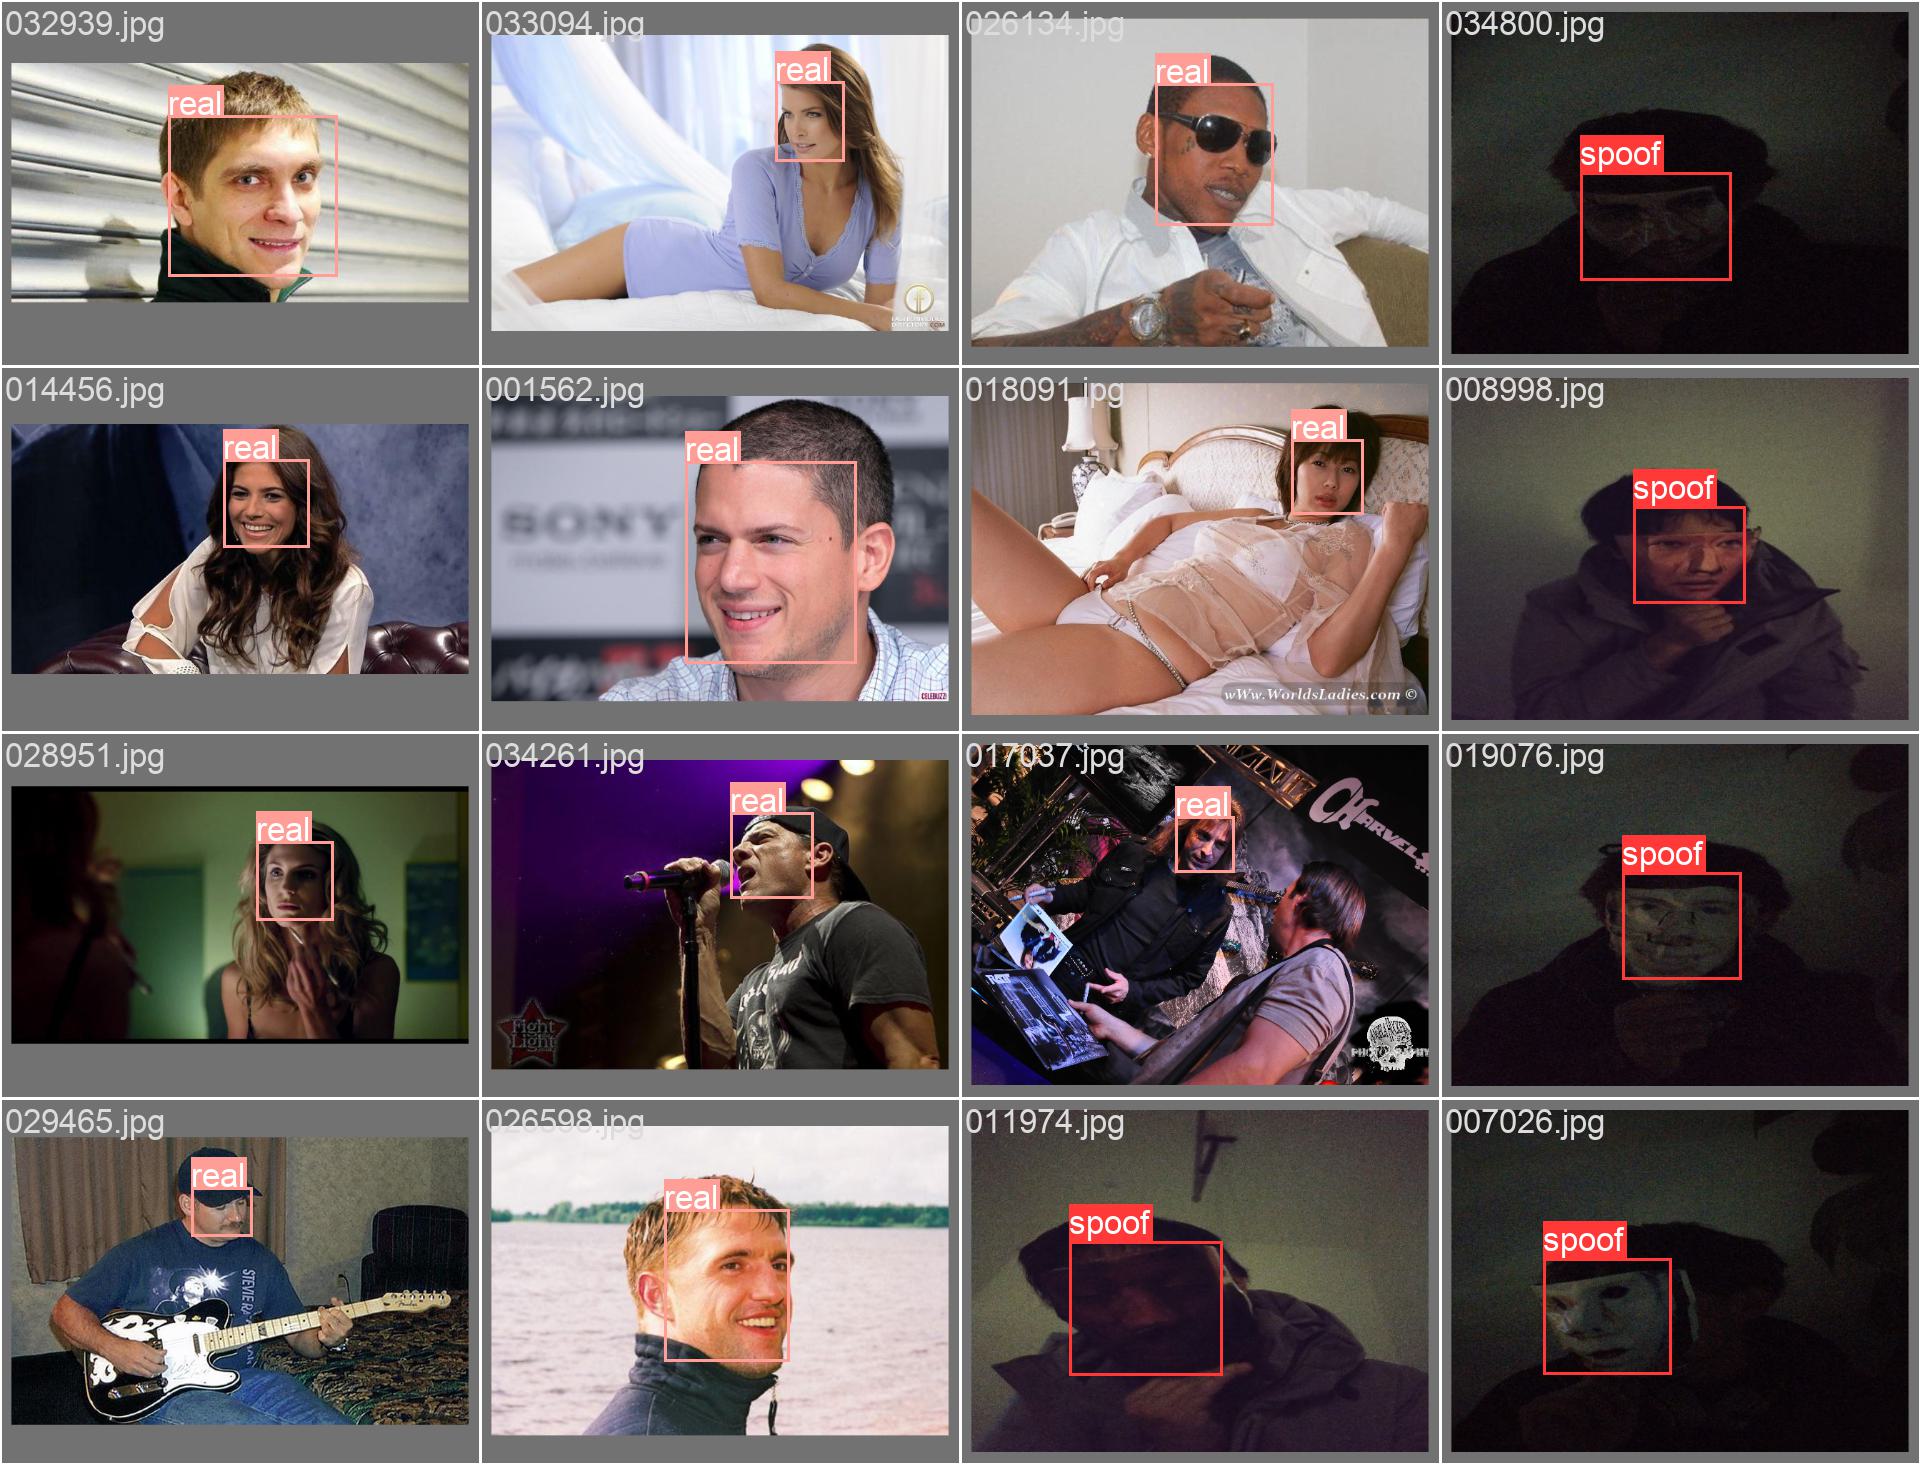 032939.jpg
033094.jpg
026134.jpg
034800.jpg
real
real
real
spoof
014456.jpg
001562.jpg
018091.jpg
008998.jpg
real
real
real
spoof
SONY
CELEBUZZ!
wWw.WorldsLadies.com ©
028951.jpg
034261.jpg
017037.jpg
019076.jpg
real
real
real
spoof
CHARVEL
Fight
Light
029465.jpg
026598.jpg
011974.jpg
007026.jpg
real
real
spoof
spoof
STEVIE RA